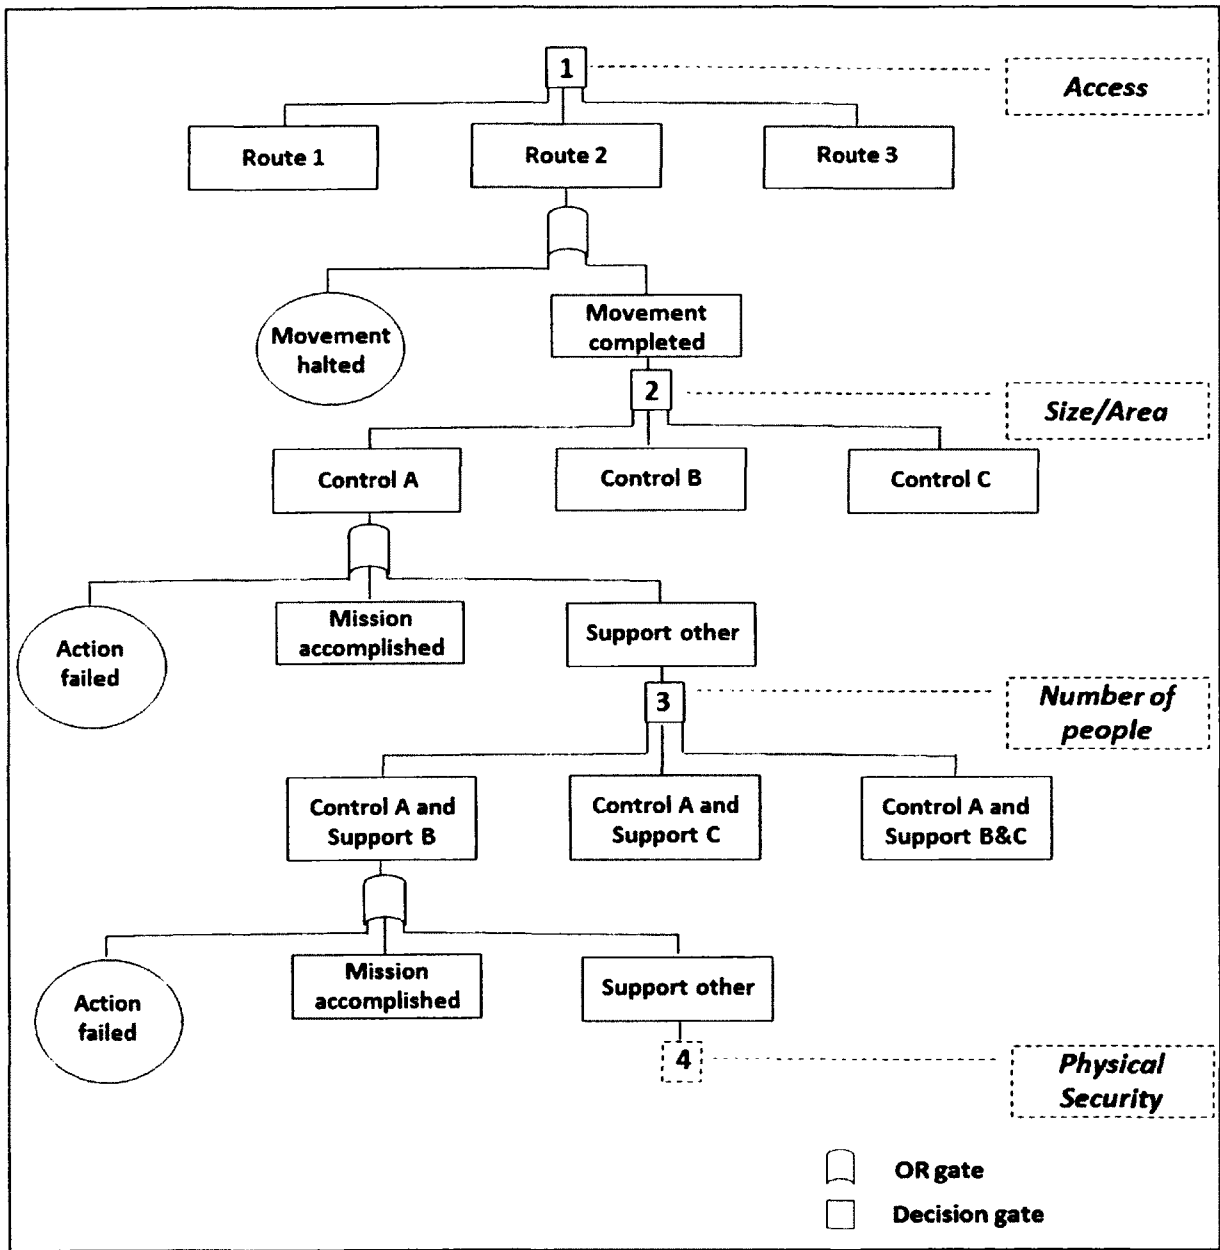 1
Access
Route 1
Route 2
Route 3
Movement
halted
Movement
completed
2
Size/Area
Control A
Control B
Control C
Action
failed
Mission
accomplished
Support other
3
Number of
people
Control A and
Support B
Control A and
Support C
Control A and
Support B&C
Action
failed
Mission
accomplished
Support other
4
Physical
Security
OR gate
Decision gate